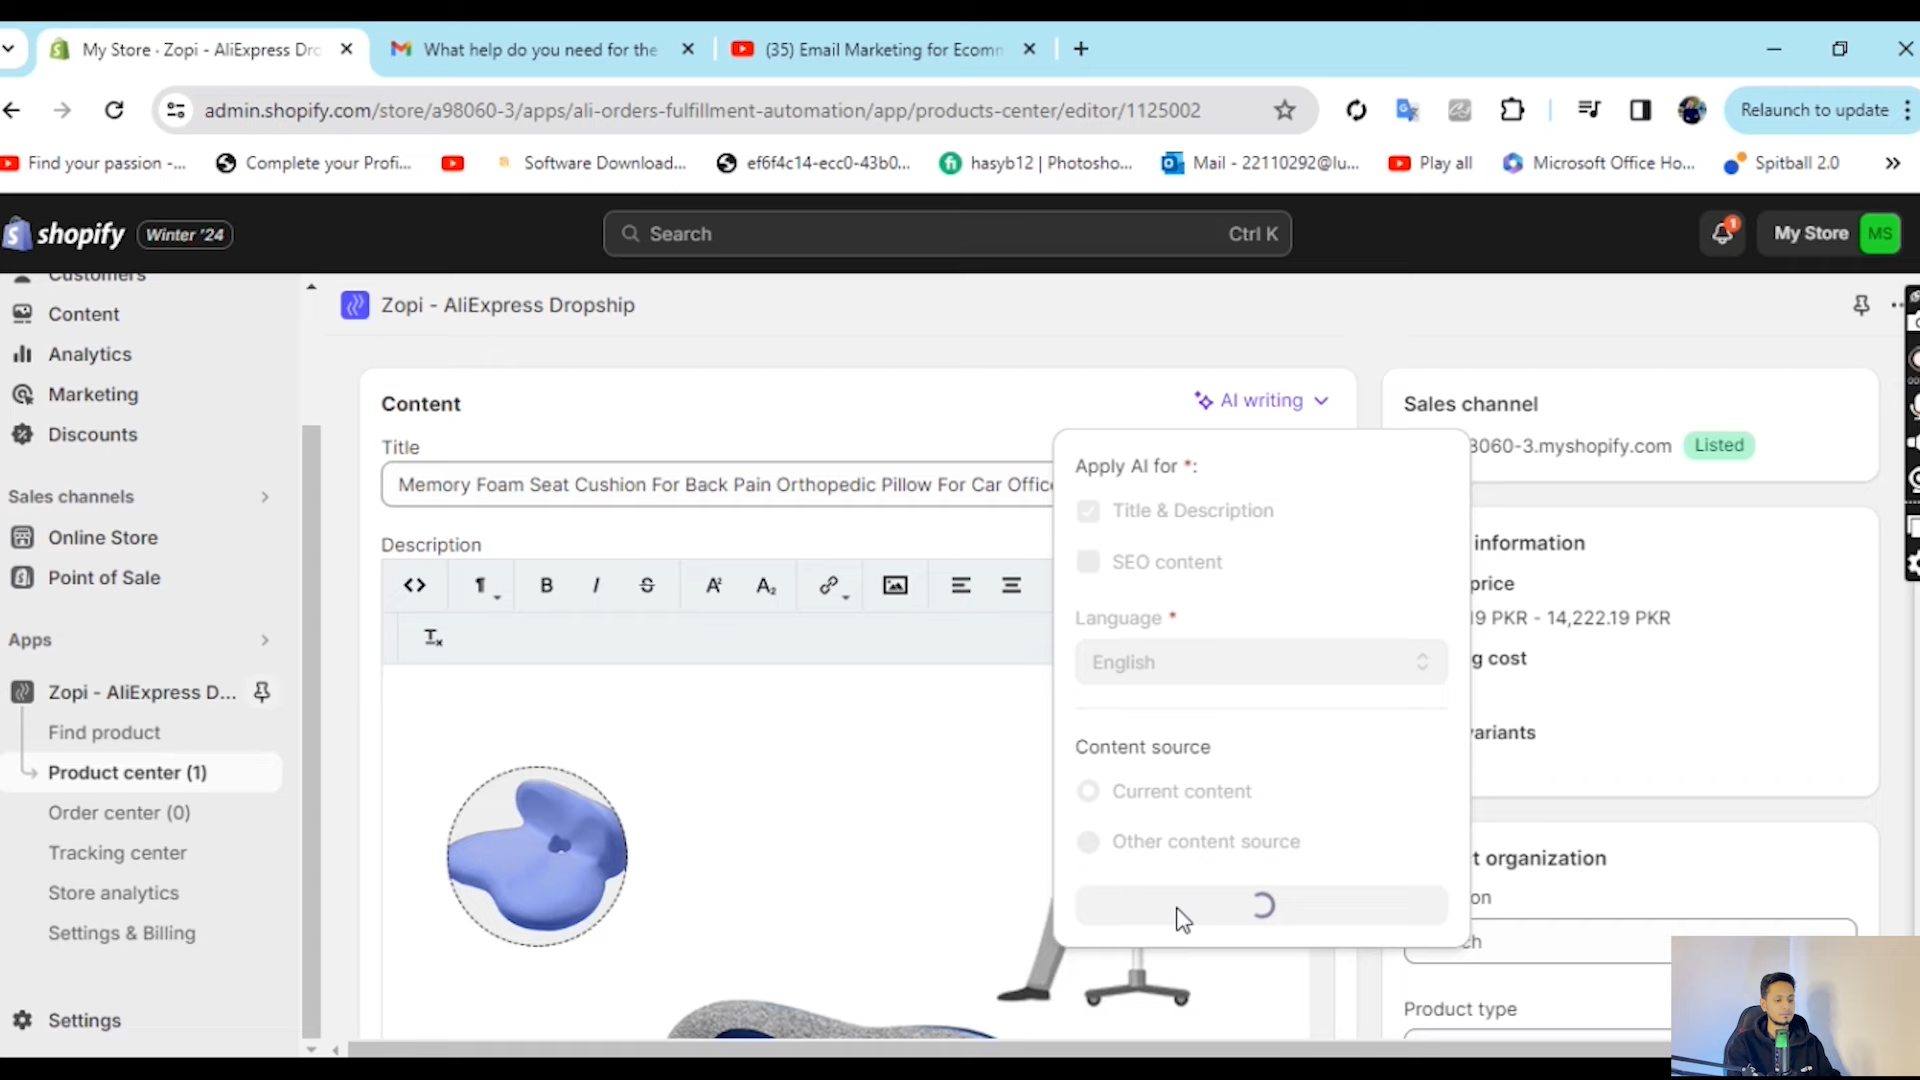 My Store · Zopi - AliExpress Dro
What help do you need for the
(35) Email Marketing for Ecomm
admin.shopify.com/store/a98060-3/apps/ali-orders-fulfillment-automation/app/products-center/editor/1125002
Relaunch to update
Find your passion -...
Complete your Profi...
Software Download...
ef6f4c14-ecc0-43b0...
hasyb12 | Photosho...
Mail - 22110292@lu...
Play all
Microsoft Office Ho...
Spitball 2.0
shopify
Winter '24
Search
Ctrl K
1
My Store
MS
Customers
Content
Analytics
Marketing
Discounts
Sales channels
Online Store
Point of Sale
Apps
Zopi - AliExpress D...
Find product
Product center (1)
Order center (0)
Tracking center
Store analytics
Settings & Billing
Settings
Zopi - AliExpress Dropship
Content
AI writing
Title
Memory Foam Seat Cushion For Back Pain Orthopedic Pillow For Car Office
Description
Apply AI for *:
Title & Description
SEO content
Language *
English
Content source
Current content
Other content source
Sales channel
8060-3.myshopify.com
Listed
information
price
19 PKR - 14,222.19 PKR
g cost
variants
t organization
on
ch
Product type